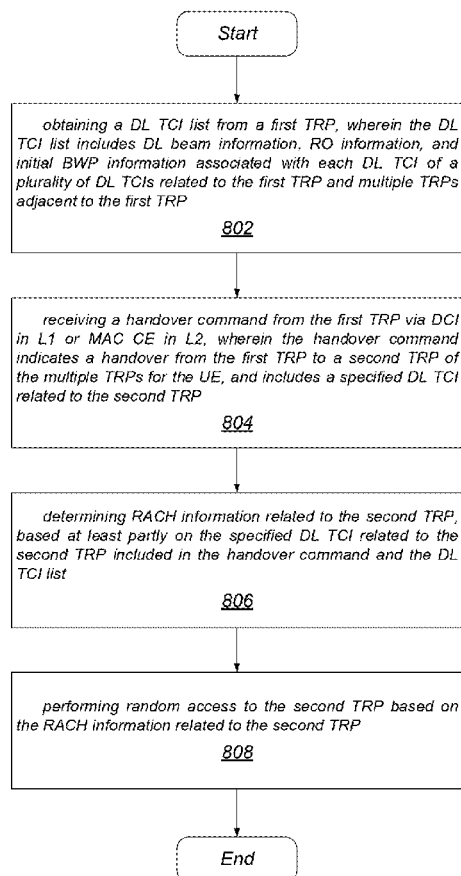 Start
obtaining a DL TCI list from a first TRP, wherein the DL
TCI list includes DL beam information, RO information, and
initial BWP information associated with each DL TCI of a
plurality of DL TCIs related to the first TRP and multiple TRPs
adjacent to the first TRP
802
receiving a handover command from the first TRP via DCI
in L1 or MAC CE in L2, wherein the handover command
indicates a handover from the first TRP to a second TRP of
the multiple TRPs for the UE, and includes a specified DL TCI
related to the second TRP
804
determining RACH information related to the second TRP,
based at least partly on the specified DL TCI related to the
second TRP included in the handover command and the DL
TCI list
806
performing random access to the second TRP based on
the RACH information related to the second TRP
808
End